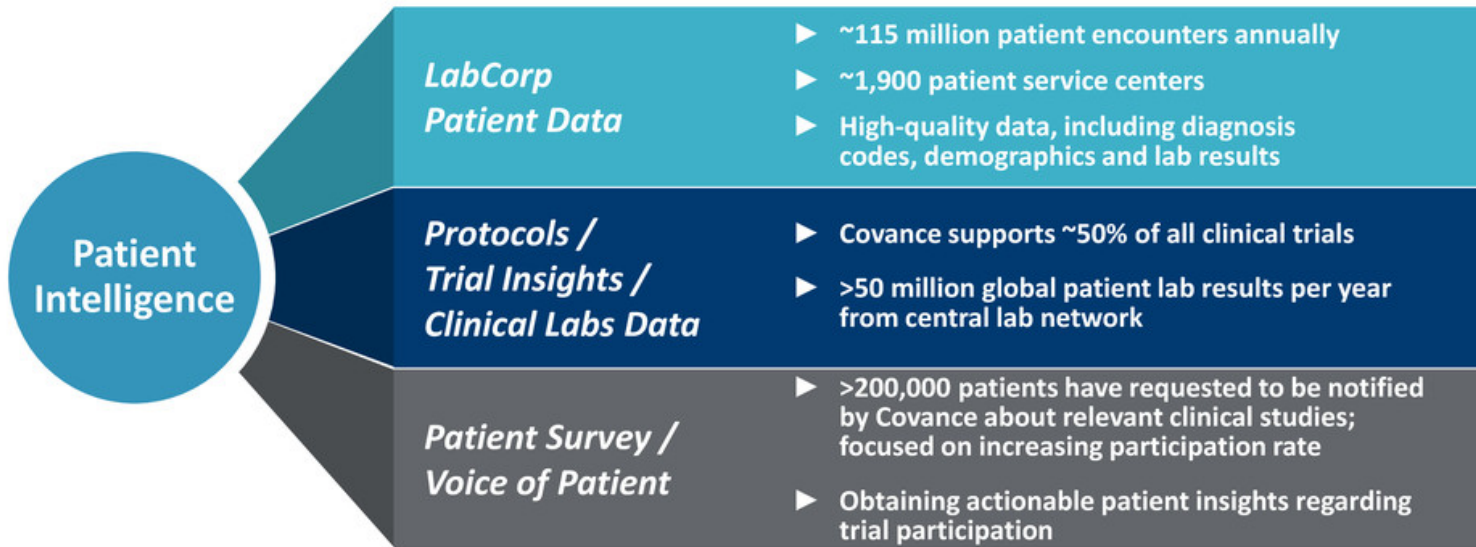 Patient
Intelligence
LabCorp
Patient Data
► ~115 million patient encounters annually
► ~1,900 patient service centers
► High-quality data, including diagnosis
codes, demographics and lab results
Protocols /
Trial Insights /
Clinical Labs Data
► Covance supports ~50% of all clinical trials
► >50 million global patient lab results per year
from central lab network
Patient Survey /
Voice of Patient
► >200,000 patients have requested to be notified
by Covance about relevant clinical studies;
focused on increasing participation rate
► Obtaining actionable patient insights regarding
trial participation